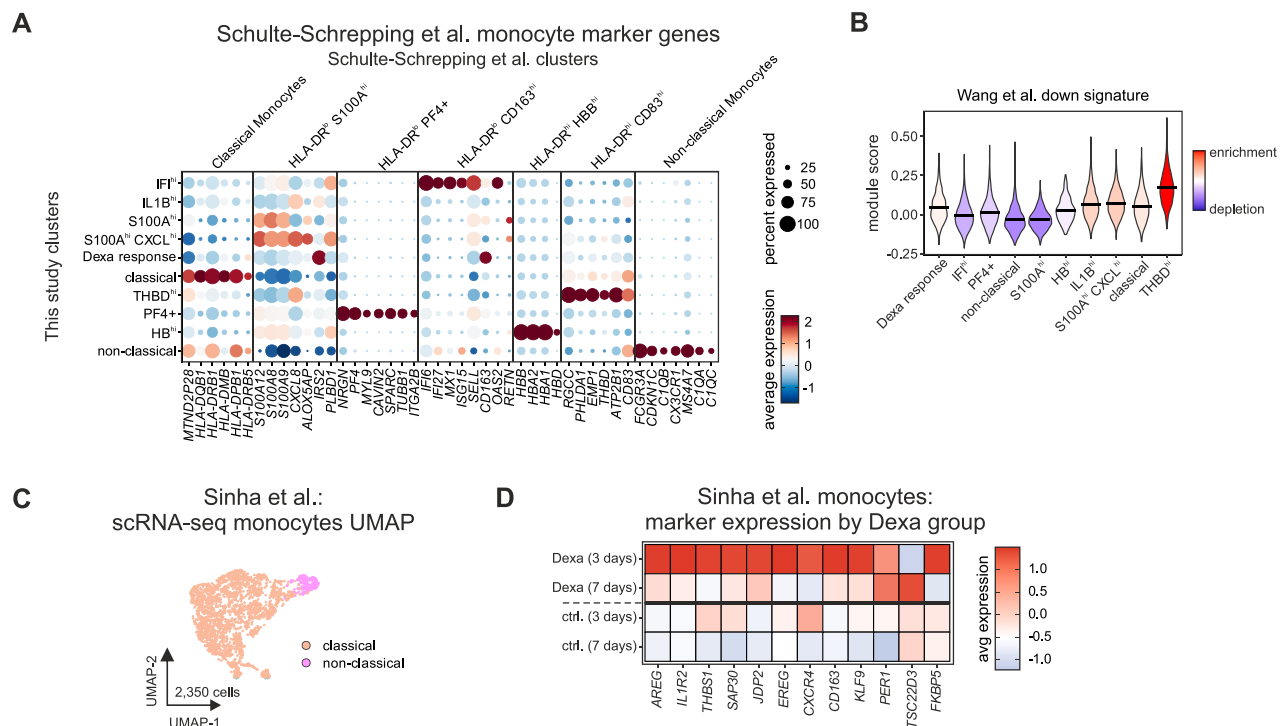 A
Schulte-Schrepping et al. monocyte marker genes
Schulte-Schrepping et al. clusters
Classical Monocytes
HLA-DRlo S100Ahi
HLA-DRlo PF4+
HLA-DRlo CD163hi
HLA-DRhi HBBhi
HLA-DRhi CD83hi
Non-classical Monocytes
This study clusters
IFIhi
IL1Bhi
S100Ahi
S100Ahi CXCLhi
Dexa response
classical
THBDhi
PF4+
HBhi
non-classical
MTND2P28
HLA-DQB1
HLA-DRB1
HLA-DMB
HLA-DPB1
HLA-DRB5
S100A12
S100A8
S100A9
CXCL8
ALOX5AP
IRS2
PLBD1
NRGN
PF4
MYL9
CAVIN2
SPARC
TUBB1
ITGA2B
IFI6
IFI27
MX1
ISG15
SELL
CD163
OAS2
RETN
HBB
HBA2
HBA1
HBD
RGCC
PHLDA1
EMP1
THBD
ATP2B1
CD83
FCGR3A
CDKN1C
C1QB
CX3CR1
MS4A7
C1QA
C1QC
percent expressed
25
50
75
100
average expression
2
1
0
-1
B
Wang et al. down signature
module score
0.50
0.25
0.00
-0.25
Dexa response
IFIhi
PF4+
non-classical
S100Ahi
HBhi
IL1Bhi
S100Ahi CXCLhi
classical
THBDhi
enrichment
depletion
C
Sinha et al.:
scRNA-seq monocytes UMAP
classical
non-classical
UMAP-2
2,350 cells
UMAP-1
D
Sinha et al. monocytes:
marker expression by Dexa group
Dexa (3 days)
Dexa (7 days)
ctrl. (3 days)
ctrl. (7 days)
AREG
IL1R2
THBS1
SAP30
JDP2
EREG
CXCR4
CD163
KLF9
PER1
TSC22D3
FKBP5
avg expression
1.0
0.5
0.0
-0.5
-1.0